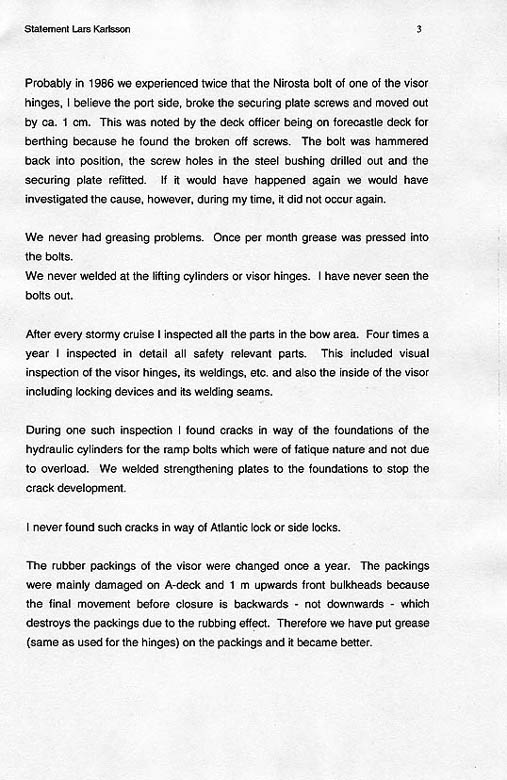 Statement Lars Karlsson 3
Probably in 1986 we experienced twice that the Nirosta bolt of one of the visor
hinges, I believe the port side, broke the securing plate screws and moved out
by ca. 1 cm. This was noted by the deck officer being on forecastle deck for
berthing because he found the broken off screws. The bolt was hammered
back into position, the screw holes in the steel bushing drilled out and the
securing plate refitted. If it would have happened again we would have
investigated the cause, however, during my time, it did not occur again.
We never had greasing problems. Once per month grease was pressed into
the bolts.
We never welded at the lifting cylinders or visor hinges. I have never seen the
bolts out.
After every stormy cruise I inspected all the parts in the bow area. Four times a
year I inspected in detail all safety relevant parts. This included visual
inspection of the visor hinges, its weldings, etc. and also the inside of the visor
including locking devices and its welding seams.
During one such inspection I found cracks in way of the foundations of the
hydraulic cylinders for the ramp bolts which were of fatique nature and not due
to overload. We welded strengthening plates to the foundations to stop the
crack development.
I never found such cracks in way of Atlantic lock or side locks.
The rubber packings of the visor were changed once a year. The packings
were mainly damaged on A-deck and 1 m upwards front bulkheads because
the final movement before closure is backwards - not downwards - which
destroys the packings due to the rubbing effect. Therefore we have put grease
(same as used for the hinges) on the packings and it became better.